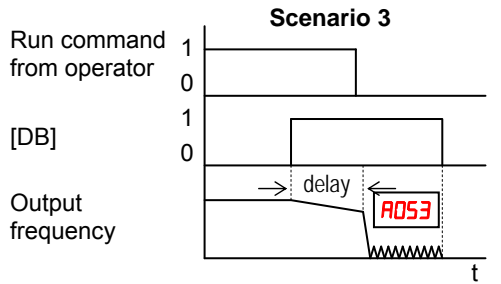 Scenario 3
Run command
from operator
1
0
[DB]
1
0
Output
frequency
delay
A053
t